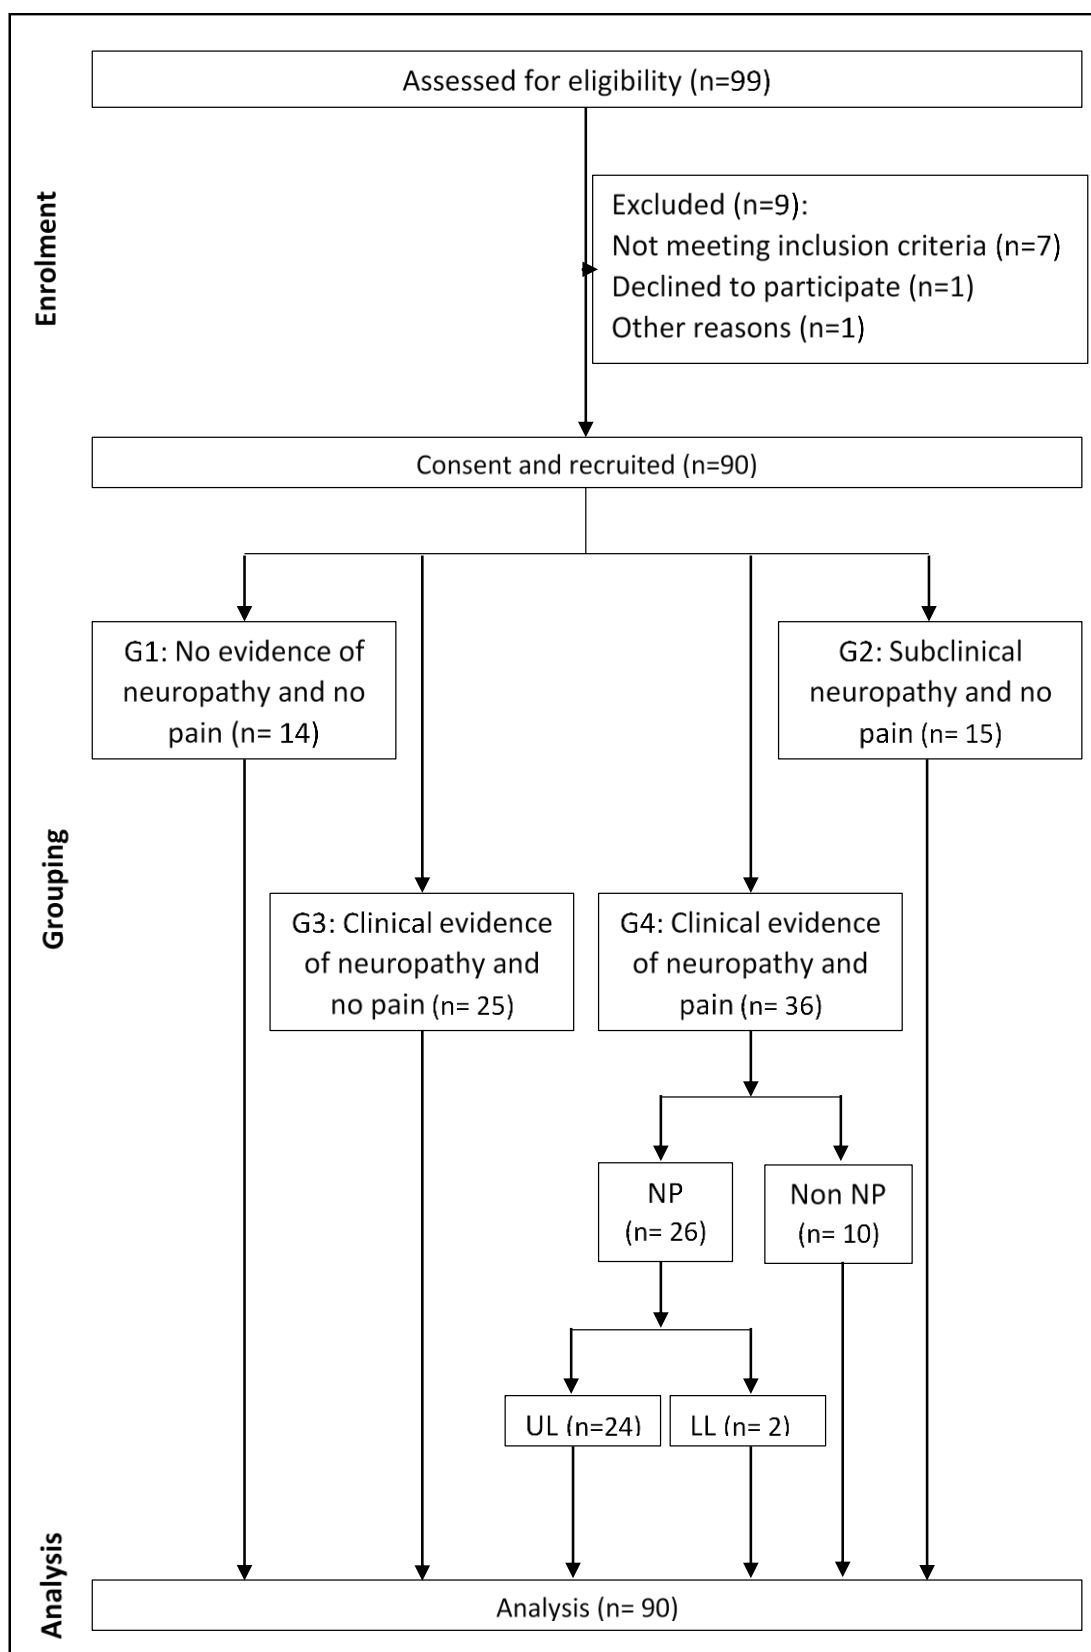 Assessed for eligibility (n=99)
Enrolment
Excluded (n=9):
Not meeting inclusion criteria (n=7)
Declined to participate (n=1)
Other reasons (n=1)
Consent and recruited (n=90)
Grouping
G1: No evidence of
neuropathy and no
pain (n= 14)
G2: Subclinical
neuropathy and no
pain (n= 15)
G3: Clinical evidence
of neuropathy and
no pain (n= 25)
G4: Clinical evidence
of neuropathy and
pain (n= 36)
NP
(n= 26)
Non NP
(n= 10)
UL (n=24)
LL (n= 2)
Analysis
Analysis (n= 90)